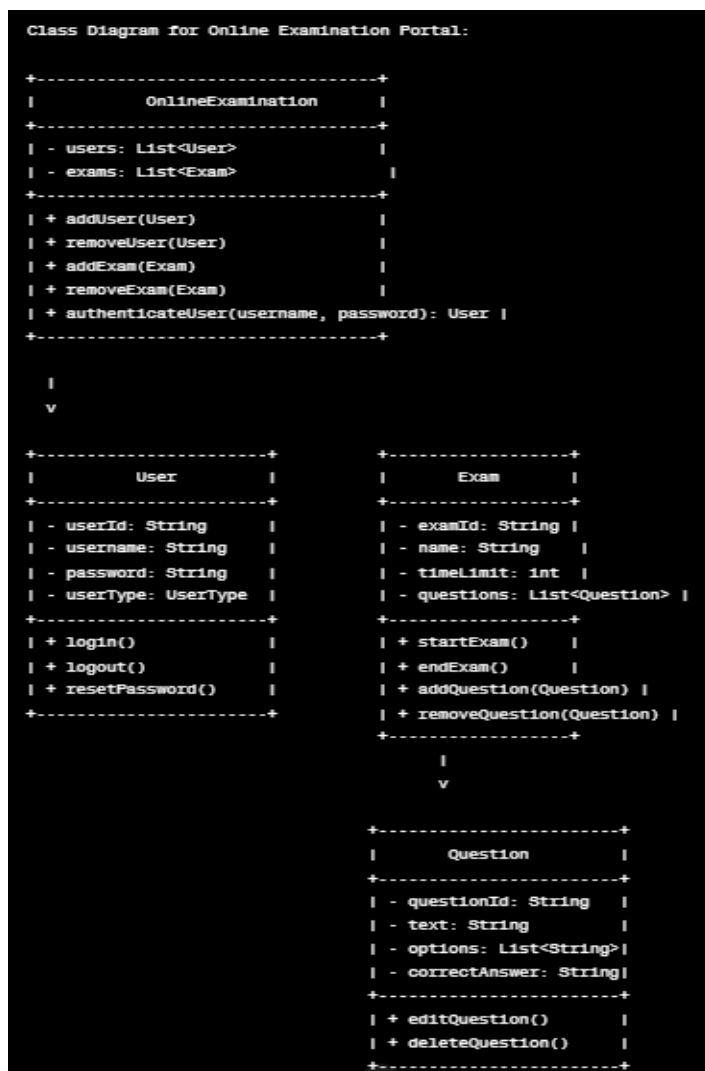 Class Diagram for Online Examination Portal:
+----------------------------------+
|           OnlineExamination      |
+----------------------------------+
| - users: List<User>              |
| - exams: List<Exam>               |
+----------------------------------+
| + addUser(User)                  |
| + removeUser(User)               |
| + addExam(Exam)                  |
| + removeExam(Exam)               |
| + authenticateUser(username, password): User |
+----------------------------------+
  |
  v
+-----------------------+          +------------------+
|          User         |          |       Exam       |
+-----------------------+          +------------------+
| - userId: String      |          | - examId: String |
| - username: String    |          | - name: String    |
| - password: String    |          | - timeLimit: int  |
| - userType: UserType  |          | - questions: List<Question> |
+-----------------------+          +------------------+
| + login()             |          | + startExam()    |
| + logout()            |          | + endExam()      |
| + resetPassword()     |          | + addQuestion(Question) |
+-----------------------+          | + removeQuestion(Question) |
                                   +------------------+
                                         |
                                         v
                                  +------------------------+
                                  |       Question         |
                                  +------------------------+
                                  | - questionId: String   |
                                  | - text: String         |
                                  | - options: List<String>|
                                  | - correctAnswer: String|
                                  +------------------------+
                                  | + editQuestion()       |
                                  | + deleteQuestion()     |
                                  +------------------------+